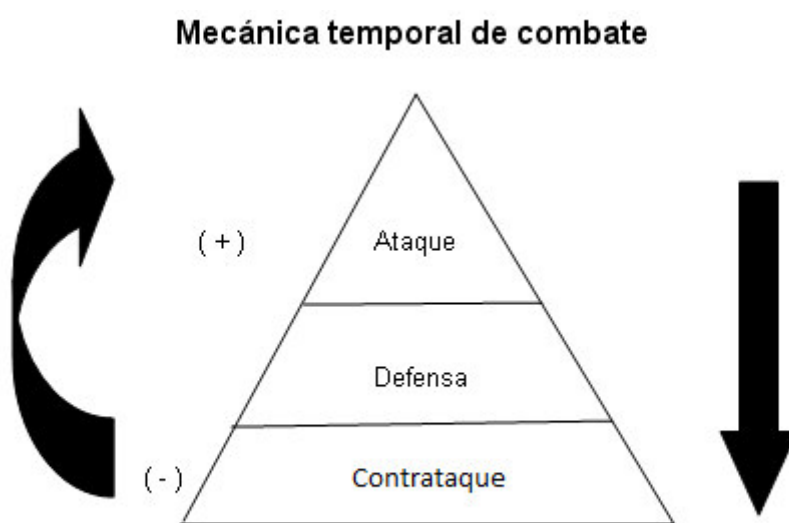 Mecánica temporal de combate
( + )
Ataque
Defensa
( - )
Contrataque